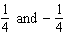 1/4 and − 1/4